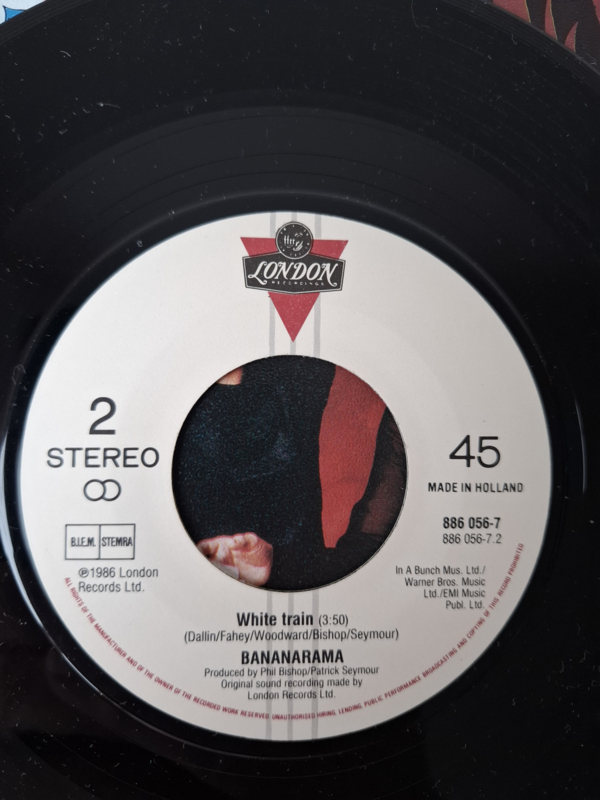 LONDON
RECORDINGS
2
STEREO
45
MADE IN HOLLAND
886 056-7
886 056-7.2
B.I.E.M. STEMRA
℗1986 London
Records Ltd.
In A Bunch Mus. Ltd./
Warner Bros. Music
Ltd./EMI Music
Publ. Ltd.
White train (3:50)
(Dallin/Fahey/Woodward/Bishop/Seymour)
BANANARAMA
Produced by Phil Bishop/Patrick Seymour
Original sound recording made by
London Records Ltd.
ALL RIGHTS OF THE MANUFACTURER AND OF THE OWNER OF THE RECORDED WORK RESERVED. UNAUTHORISED HIRING, LENDING, PUBLIC PERFORMANCE BROADCASTING AND COPYING OF THIS RECORD PROHIBITED